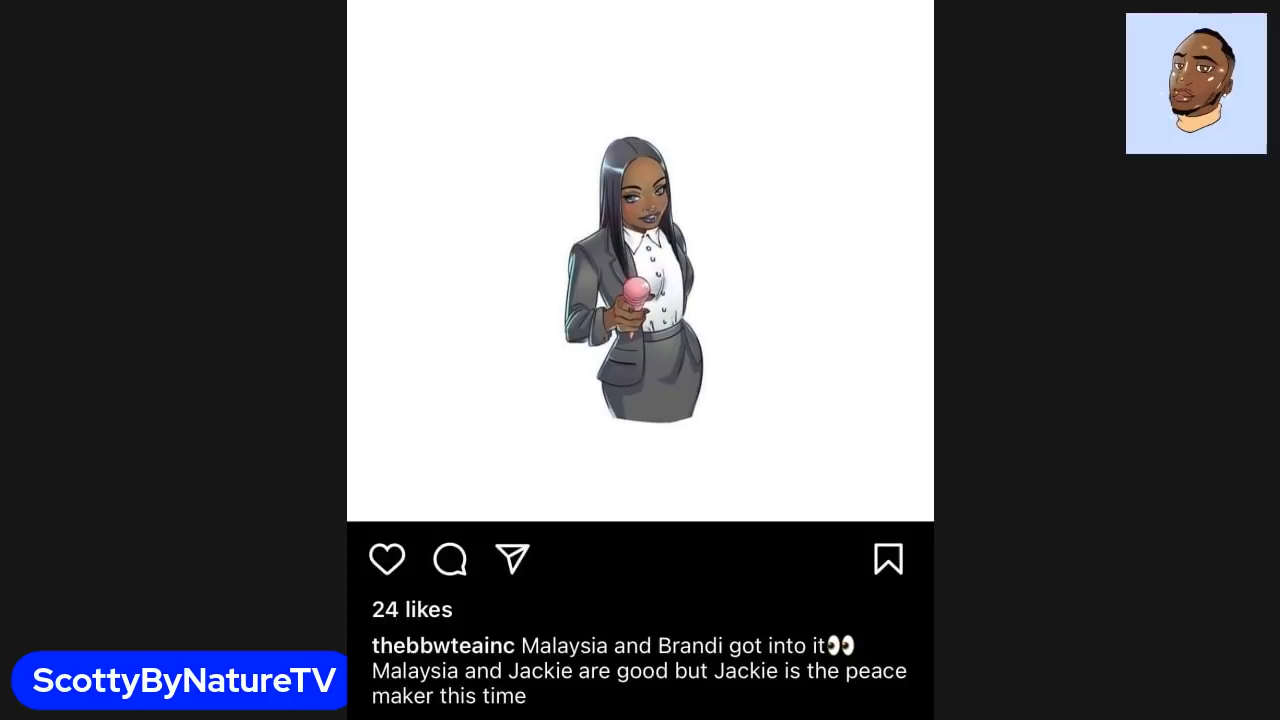 24 likes
thebbwteainc Malaysia and Brandi got into it👀
Malaysia and Jackie are good but Jackie is the peace
maker this time
ScottyByNatureTV